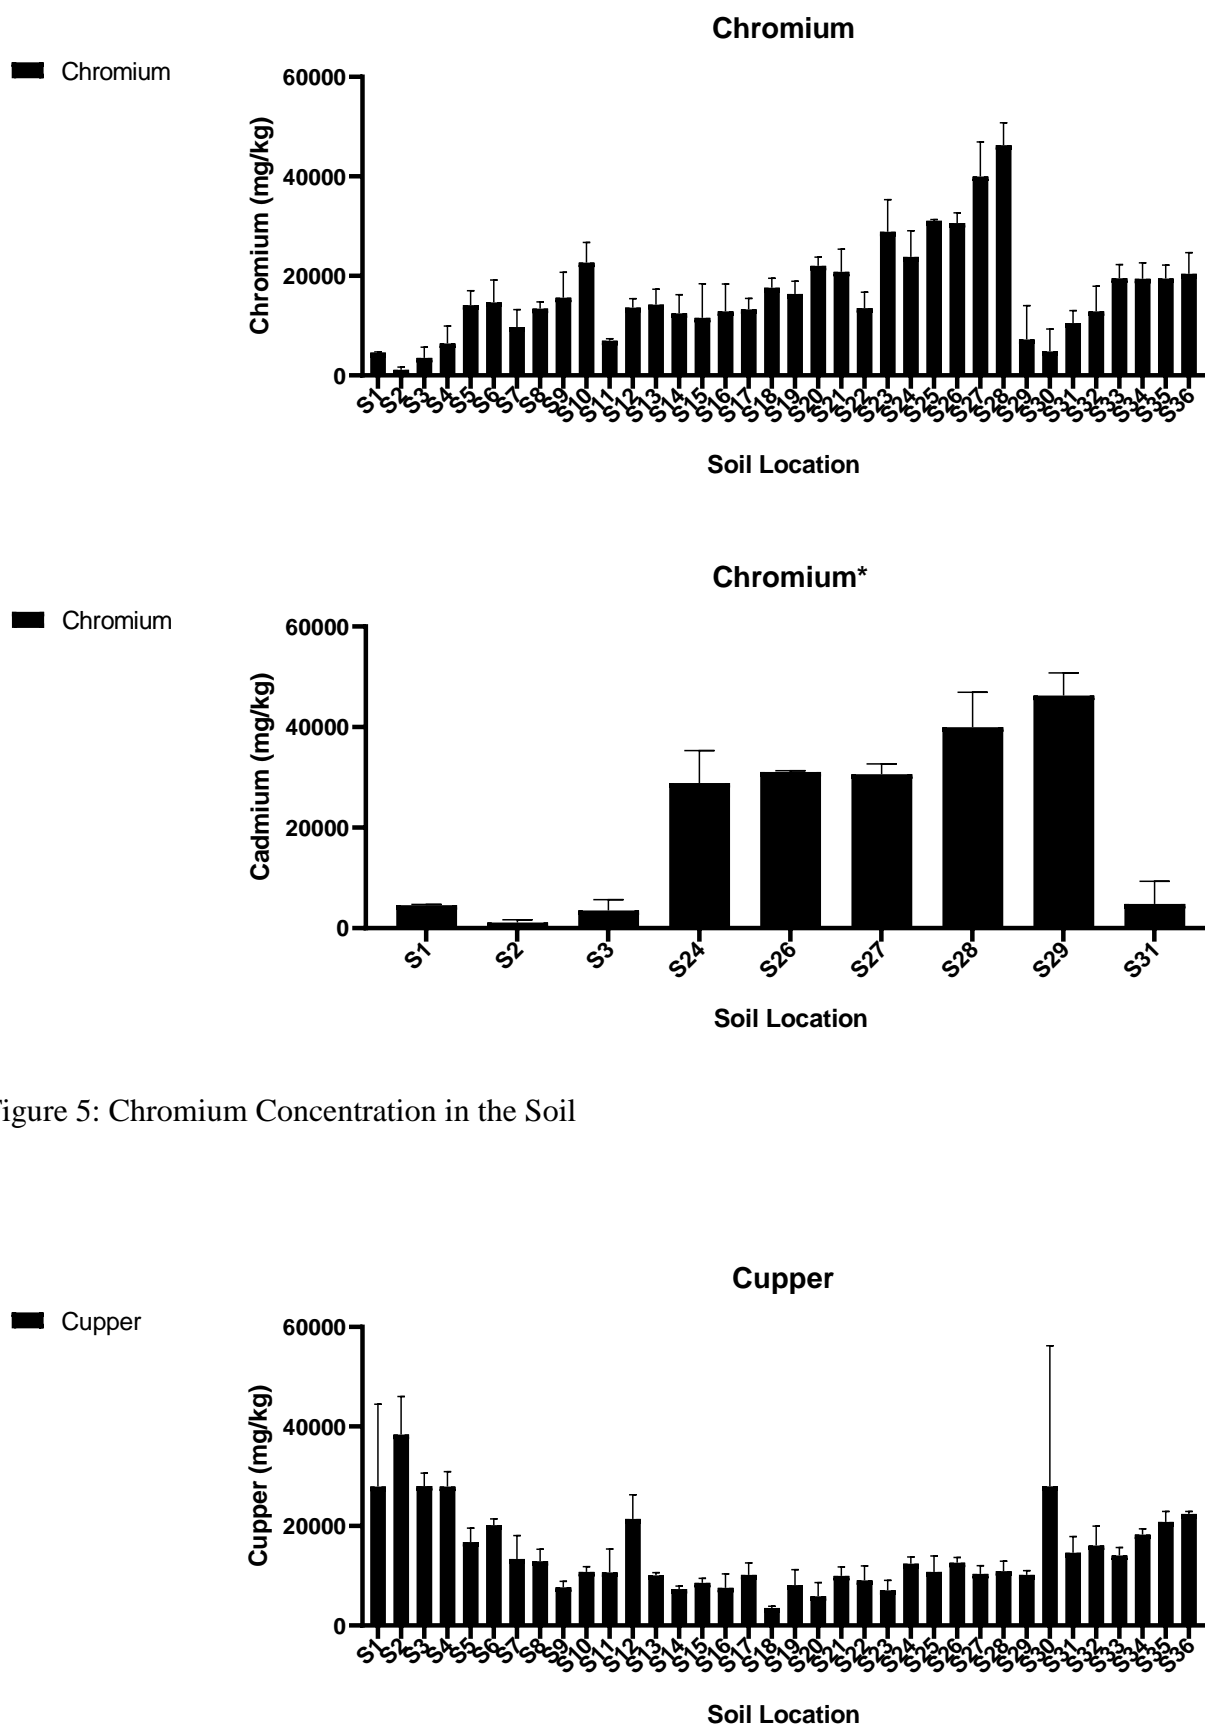 Chromium
Chromium
60000
40000
20000
0
Chromium (mg/kg)
S1 S2 S3 S4 S5 S6 S7 S8 S9 S10 S11 S12 S13 S14 S15 S16 S17 S18 S19 S20 S21 S22 S23 S24 S25 S26 S27 S28 S29 S30 S31 S32 S33 S34 S35 S36
Soil Location
Chromium*
Chromium
60000
40000
20000
0
Cadmium (mg/kg)
S1 S2 S3 S24 S26 S27 S28 S29 S31
Soil Location
igure 5: Chromium Concentration in the Soil
Cupper
Cupper
60000
40000
20000
0
Cupper (mg/kg)
S1 S2 S3 S4 S5 S6 S7 S8 S9 S10 S11 S12 S13 S14 S15 S16 S17 S18 S19 S20 S21 S22 S23 S24 S25 S26 S27 S28 S29 S30 S31 S32 S33 S34 S35 S36
Soil Location